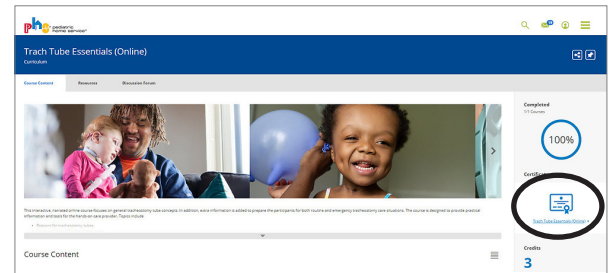 phs pediatric
home service®
Trach Tube Essentials (Online)
Curriculum
Course Content
Resources
Discussion Forum
Completed
1/1 Courses
100%
Certificate
Trach Tube Essentials (Online)
This interactive, narrated online course focuses on general tracheostomy tube concepts. In addition, extra information is added to prepare the participants for both routine and emergency tracheostomy care situations. The course is designed to provide practical
information and tools for the hands-on care provider. Topics include:
Course Content
Credits
3